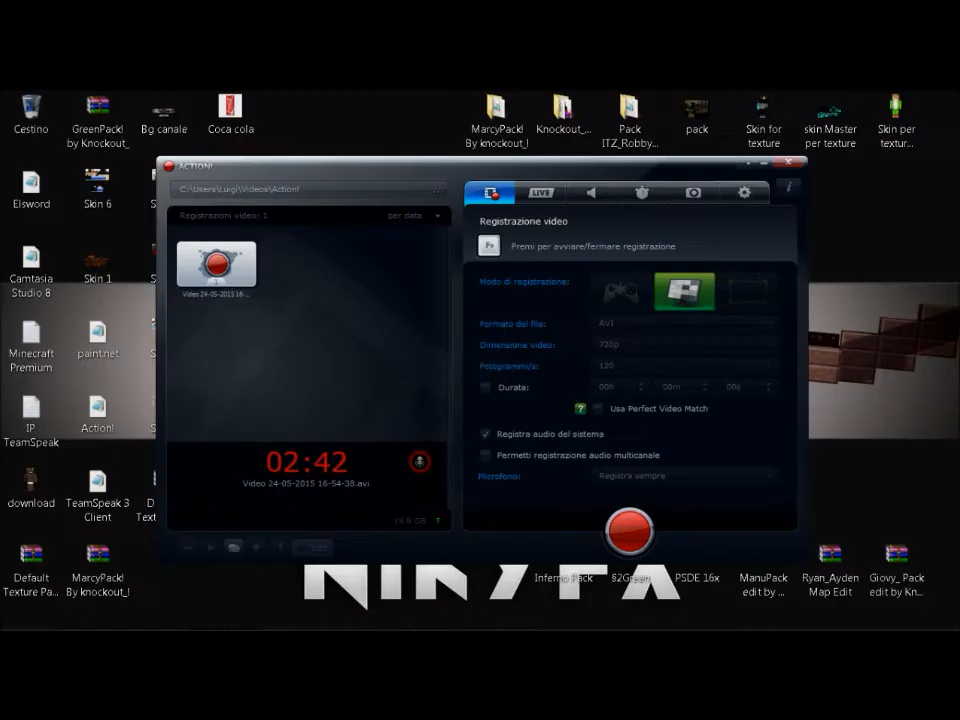 Cestino
GreenPack!
By Knockout_
Bg canale
Coca cola
MarcyPack!
By knockout_!
Knockout_...
Pack
ITZ_Robby...
pack
Skin for
texture
skin Master
per texture
Skin per
textur...
Elsword
Skin 6
Camtasia
Studio 8
Skin 1
Minecraft
Premium
paint.net
IP
TeamSpeak
Action!
download
TeamSpeak 3
Client
Default
Texture Pa...
MarcyPack!
By knockout_!
ACTION!
C:\Users\Luigi\Videos\Action!
Registrazioni video: 1
per data
Video 24-05-2015 16-...
02:42
Video 24-05-2015 16-54-38.avi
19.9 GB
LIVE
i
Registrazione video
F9
Premi per avviare/fermare registrazione
Modo di registrazione:
Formato del file:
AVI
Dimensione video:
720p
Fotogrammi/s:
120
Durata:
00h
00m
00s
?
Usa Perfect Video Match
Registra audio del sistema
Permetti registrazione audio multicanale
Microfono:
Registra sempre
Inferno Pack
§2Green
PSDE 16x
ManuPack
edit by ...
Ryan_Ayden
Map Edit
Giovy_ Pack
edit by Kn...